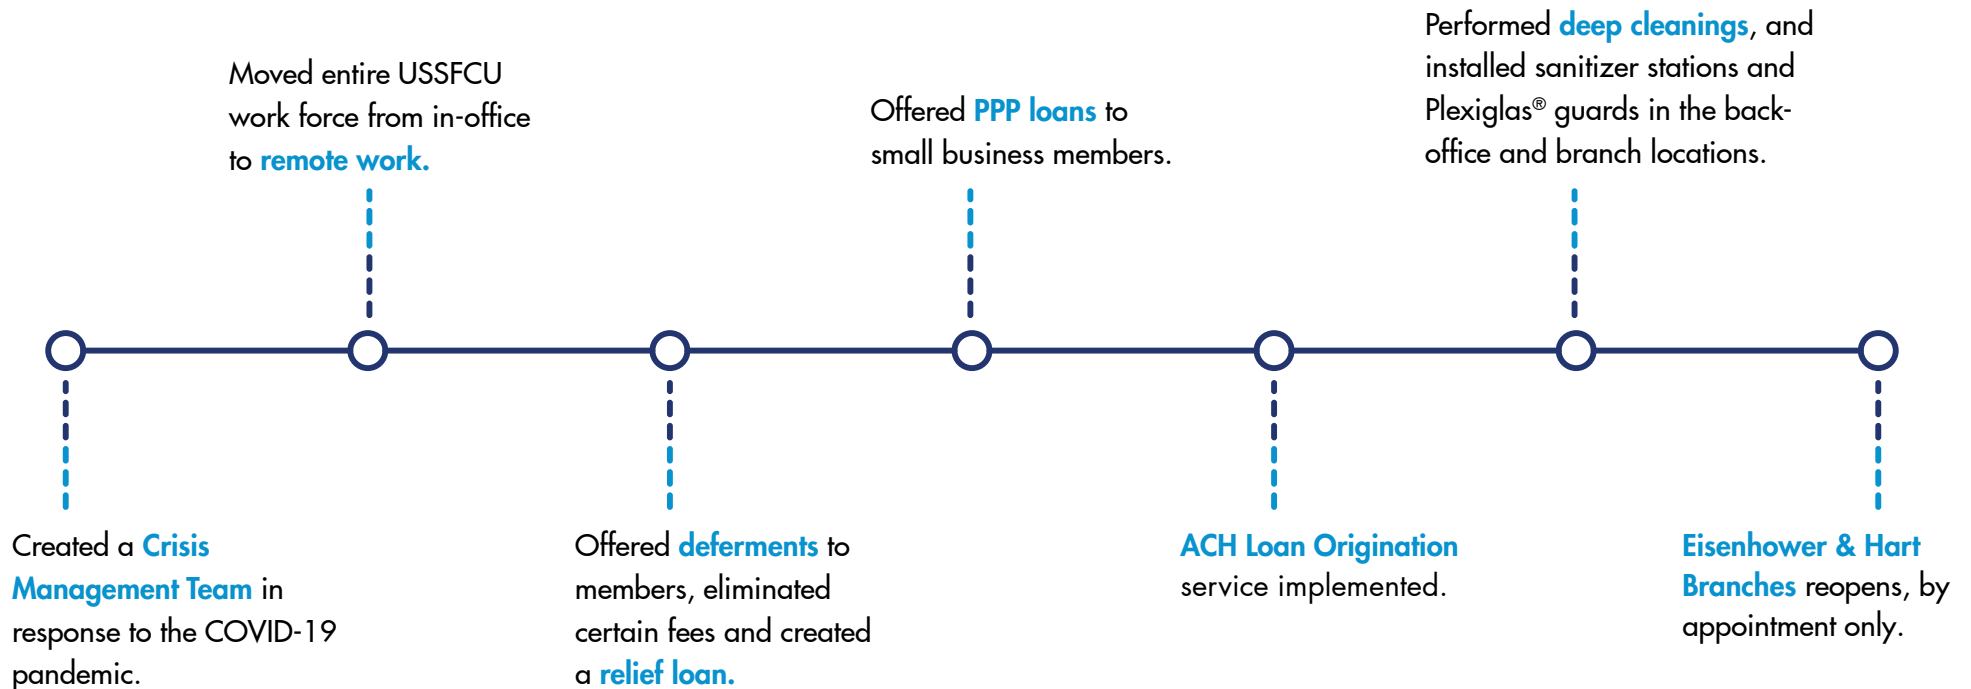 Created a Crisis
Management Team in
response to the COVID-19
pandemic.
Moved entire USSFCU
work force from in-office
to remote work.
Offered deferments to
members, eliminated
certain fees and created
a relief loan.
Offered PPP loans to
small business members.
ACH Loan Origination
service implemented.
Performed deep cleanings, and
installed sanitizer stations and
Plexiglas® guards in the back-
office and branch locations.
Eisenhower & Hart
Branches reopens, by
appointment only.